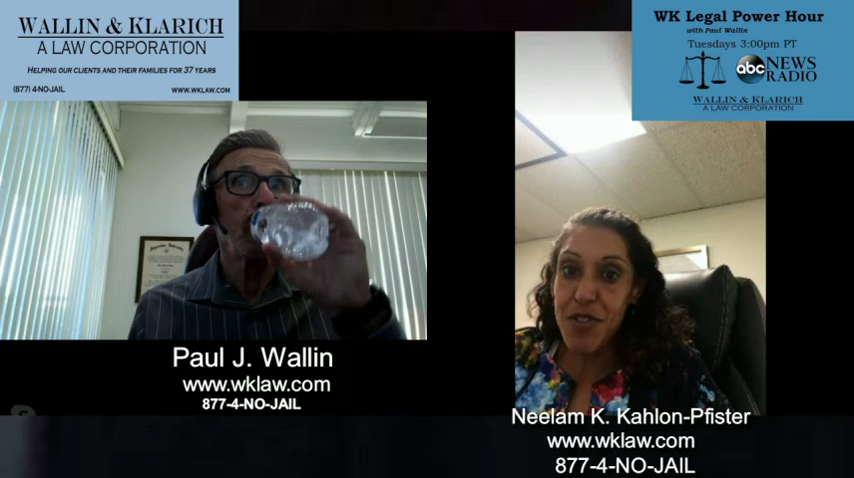 WALLIN & KLARICH
A LAW CORPORATION
HELPING OUR CLIENTS AND THEIR FAMILIES FOR 37 YEARS
(877) 4-NO-JAIL
WWW.WKLAW.COM
WK Legal Power Hour
with Paul Wallin
Tuesdays 3:00pm PT
abc NEWS
RADIO
WALLIN & KLARICH
A LAW CORPORATION
Paul J. Wallin
www.wklaw.com
877-4-NO-JAIL
Neelam K. Kahlon-Pfister
www.wklaw.com
877-4-NO-JAIL